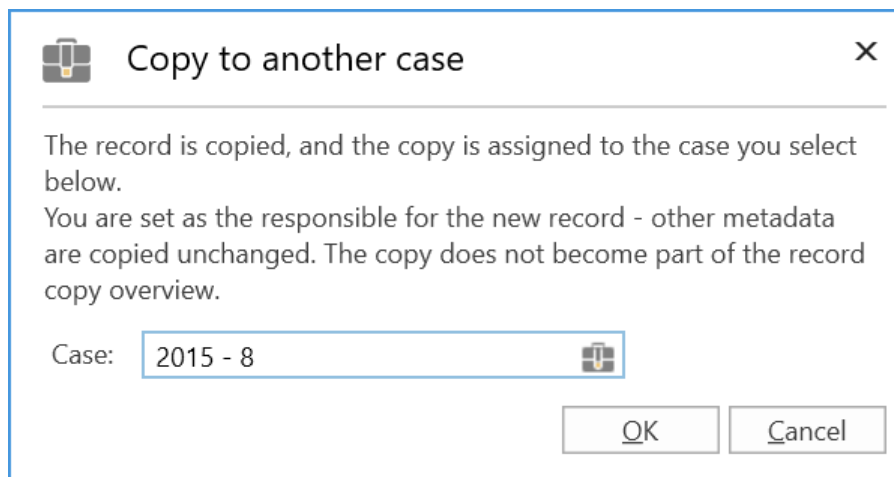 Copy to another case
The record is copied, and the copy is assigned to the case you select
below.
You are set as the responsible for the new record - other metadata
are copied unchanged. The copy does not become part of the record
copy overview.
Case: 2015 - 8
OK Cancel